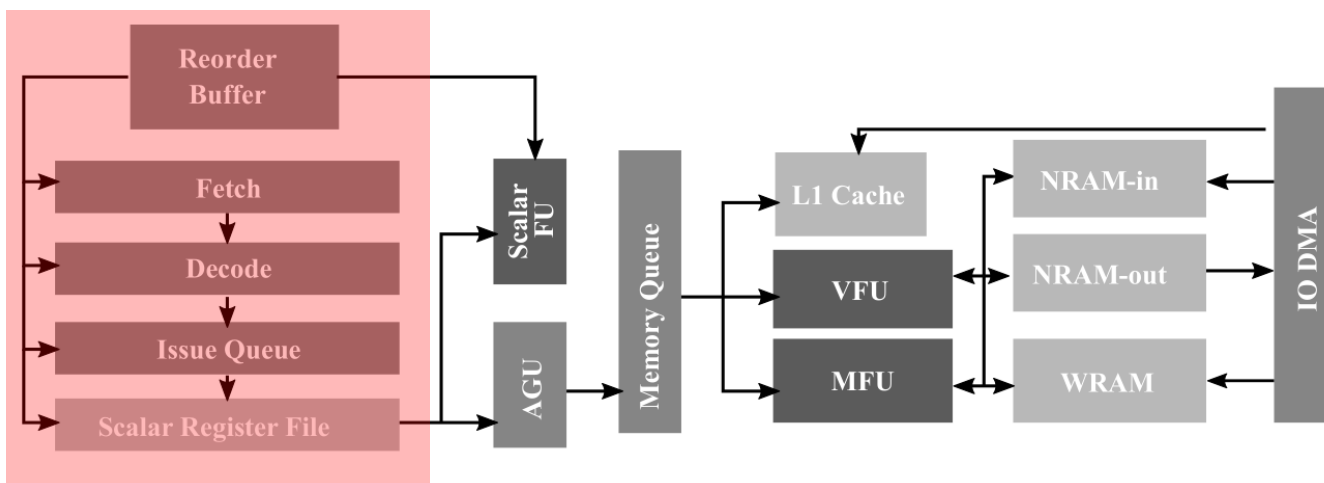 Reorder
Buffer
Fetch
Decode
Issue Queue
Scalar Register File
Scalar
FU
AGU
Memory Queue
L1 Cache
VFU
MFU
NRAM-in
NRAM-out
WRAM
IO DMA